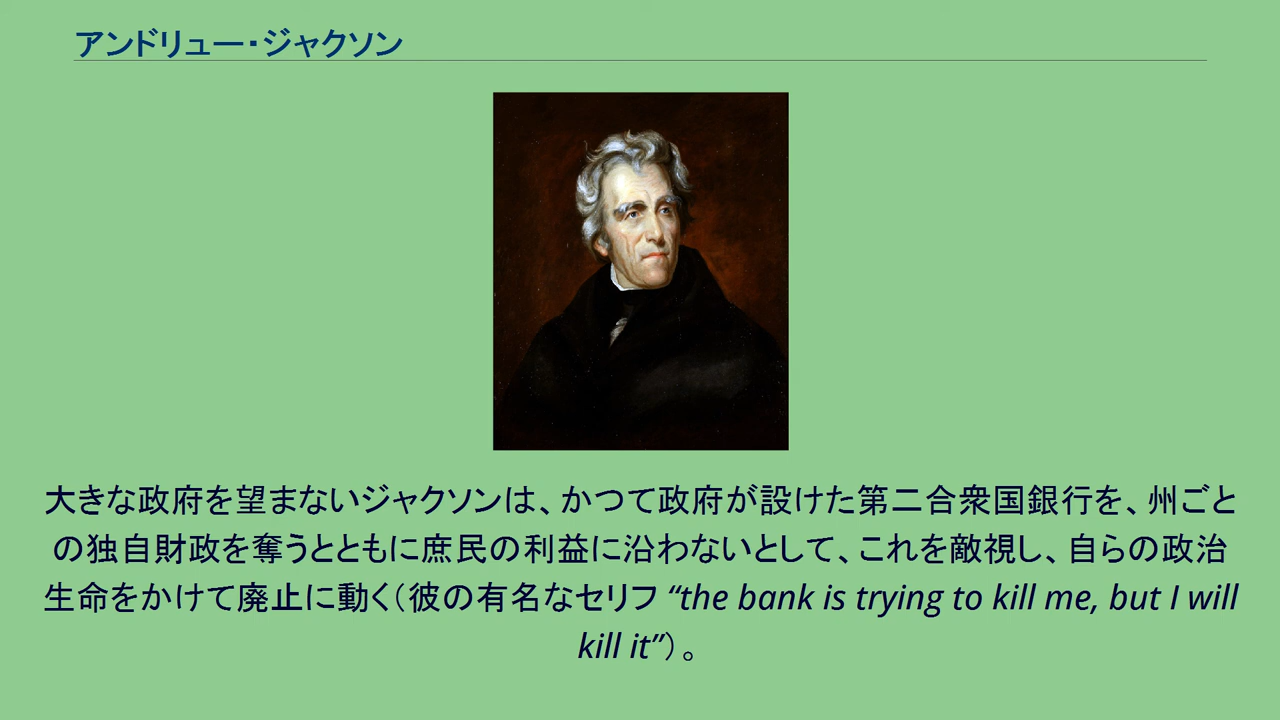 アンドリュー・ジャクソン
大きな政府を望まないジャクソンは、かつて政府が設けた第二合衆国銀行を、州ごと
の独自財政を奪うとともに庶民の利益に沿わないとして、これを敵視し、自らの政治
生命をかけて廃止に動く（彼の有名なセリフ “the bank is trying to kill me, but I will
kill it”）。